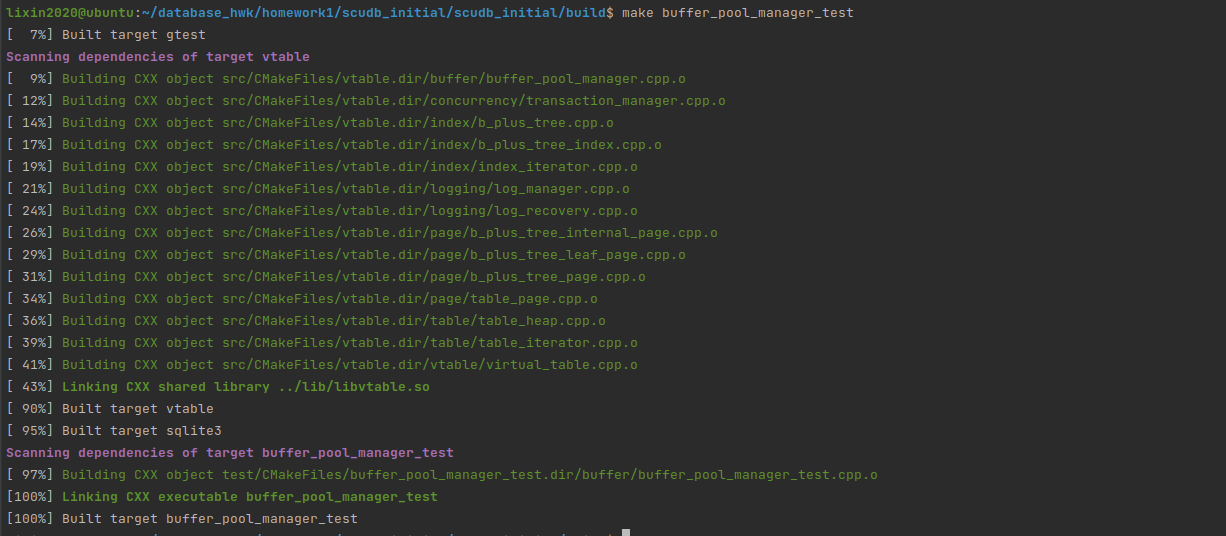 lixin2020@ubuntu:~/database_hwk/homework1/scudb_initial/scudb_initial/build$ make buffer_pool_manager_test
[  7%] Built target gtest
Scanning dependencies of target vtable
[  9%] Building CXX object src/CMakeFiles/vtable.dir/buffer/buffer_pool_manager.cpp.o
[ 12%] Building CXX object src/CMakeFiles/vtable.dir/concurrency/transaction_manager.cpp.o
[ 14%] Building CXX object src/CMakeFiles/vtable.dir/index/b_plus_tree.cpp.o
[ 17%] Building CXX object src/CMakeFiles/vtable.dir/index/b_plus_tree_index.cpp.o
[ 19%] Building CXX object src/CMakeFiles/vtable.dir/index/index_iterator.cpp.o
[ 21%] Building CXX object src/CMakeFiles/vtable.dir/logging/log_manager.cpp.o
[ 24%] Building CXX object src/CMakeFiles/vtable.dir/logging/log_recovery.cpp.o
[ 26%] Building CXX object src/CMakeFiles/vtable.dir/page/b_plus_tree_internal_page.cpp.o
[ 29%] Building CXX object src/CMakeFiles/vtable.dir/page/b_plus_tree_leaf_page.cpp.o
[ 31%] Building CXX object src/CMakeFiles/vtable.dir/page/b_plus_tree_page.cpp.o
[ 34%] Building CXX object src/CMakeFiles/vtable.dir/page/table_page.cpp.o
[ 36%] Building CXX object src/CMakeFiles/vtable.dir/table/table_heap.cpp.o
[ 39%] Building CXX object src/CMakeFiles/vtable.dir/table/table_iterator.cpp.o
[ 41%] Building CXX object src/CMakeFiles/vtable.dir/vtable/virtual_table.cpp.o
[ 43%] Linking CXX shared library ../lib/libvtable.so
[ 90%] Built target vtable
[ 95%] Built target sqlite3
Scanning dependencies of target buffer_pool_manager_test
[ 97%] Building CXX object test/CMakeFiles/buffer_pool_manager_test.dir/buffer/buffer_pool_manager_test.cpp.o
[100%] Linking CXX executable buffer_pool_manager_test
[100%] Built target buffer_pool_manager_test